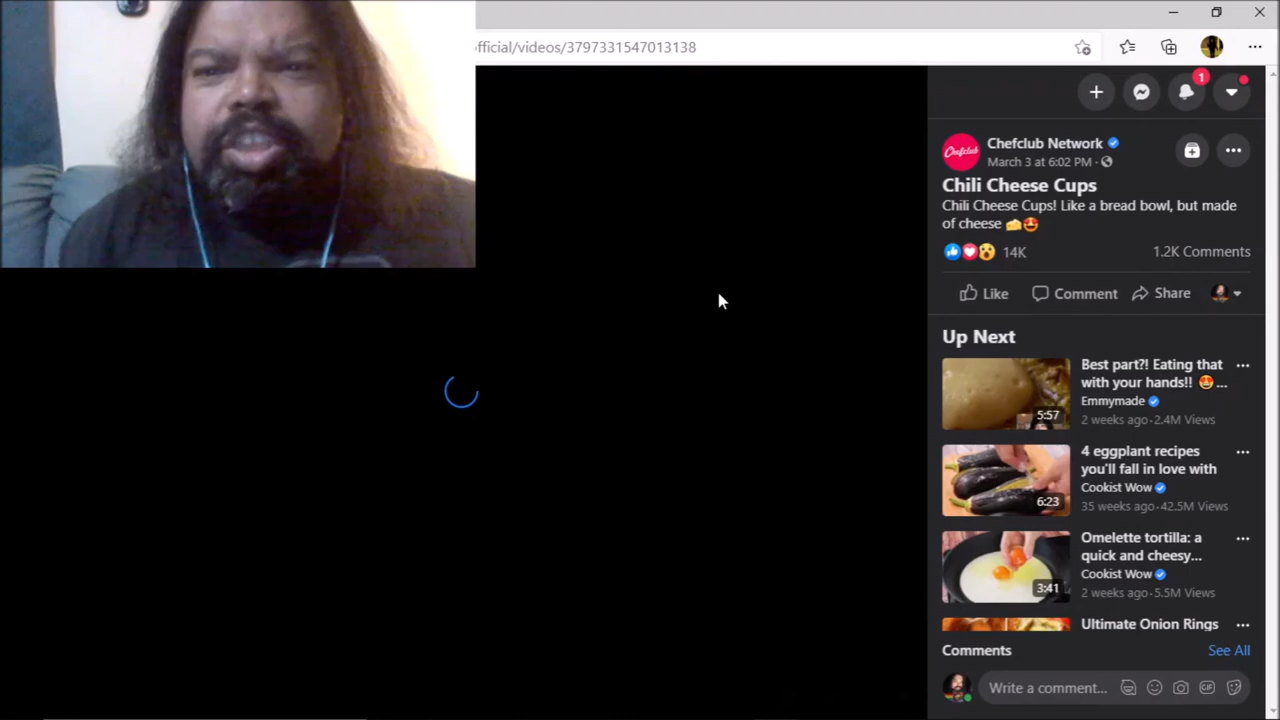 fficial/videos/3797331547013138
1
Chefclub
Chefclub Network
March 3 at 6:02 PM ·
Chili Cheese Cups
Chili Cheese Cups! Like a bread bowl, but made
of cheese 🧀🤩
14K
1.2K Comments
Like
Comment
Share
Up Next
5:57
Best part?! Eating that
with your hands!! 🤩...
Emmymade
2 weeks ago · 2.4M Views
6:23
4 eggplant recipes
you'll fall in love with
Cookist Wow
35 weeks ago · 42.5M Views
3:41
Omelette tortilla: a
quick and cheesy...
Cookist Wow
2 weeks ago · 5.5M Views
Ultimate Onion Rings
Comments
See All
Write a comment...
GIF